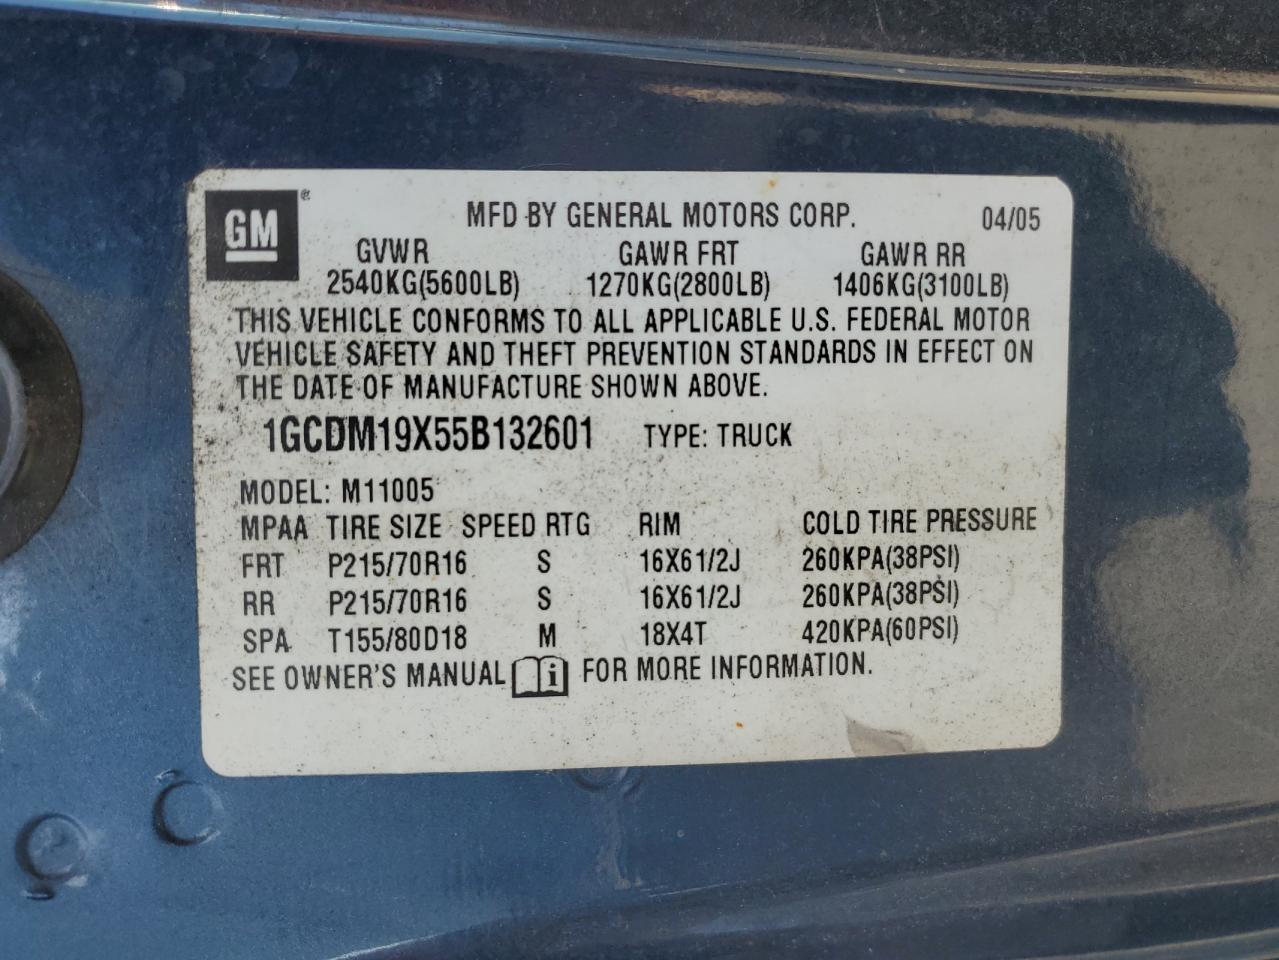 GM ® MFD BY GENERAL MOTORS CORP. 04/05
GVWR GAWR FRT GAWR RR
2540KG(5600LB) 1270KG(2800LB) 1406KG(3100LB)
THIS VEHICLE CONFORMS TO ALL APPLICABLE U.S. FEDERAL MOTOR
VEHICLE SAFETY AND THEFT PREVENTION STANDARDS IN EFFECT ON
THE DATE OF MANUFACTURE SHOWN ABOVE.
1GCDM19X55B132601 TYPE: TRUCK
MODEL: M11005
MPAA TIRE SIZE SPEED RTG RIM COLD TIRE PRESSURE
FRT P215/70R16 S 16X61/2J 260KPA(38PSI)
RR P215/70R16 S 16X61/2J 260KPA(38PSI)
SPA T155/80D18 M 18X4T 420KPA(60PSI)
SEE OWNER'S MANUAL i FOR MORE INFORMATION.